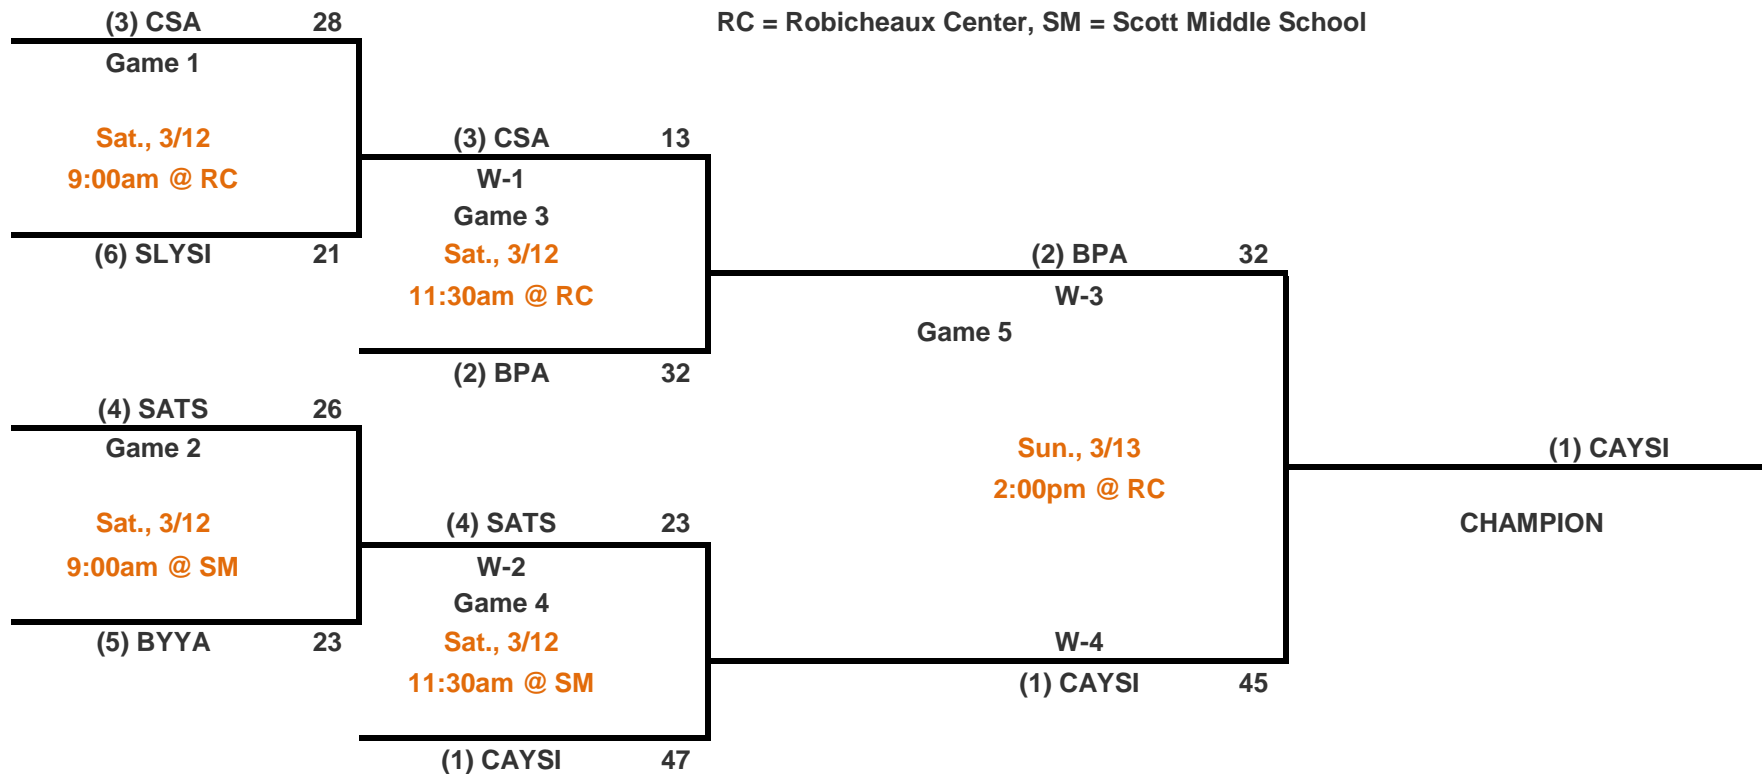 (3) CSA 28
RC = Robicheaux Center, SM = Scott Middle School
Game 1
Sat., 3/12
9:00am @ RC
(6) SLYSI 21
(3) CSA 13
W-1
Game 3
Sat., 3/12
11:30am @ RC
(2) BPA 32
(2) BPA 32
W-3
Game 5
Sun., 3/13
2:00pm @ RC
(4) SATS 26
Game 2
Sat., 3/12
9:00am @ SM
(5) BYYA 23
(4) SATS 23
W-2
Game 4
Sat., 3/12
11:30am @ SM
(1) CAYSI 47
W-4
(1) CAYSI 45
(1) CAYSI
CHAMPION